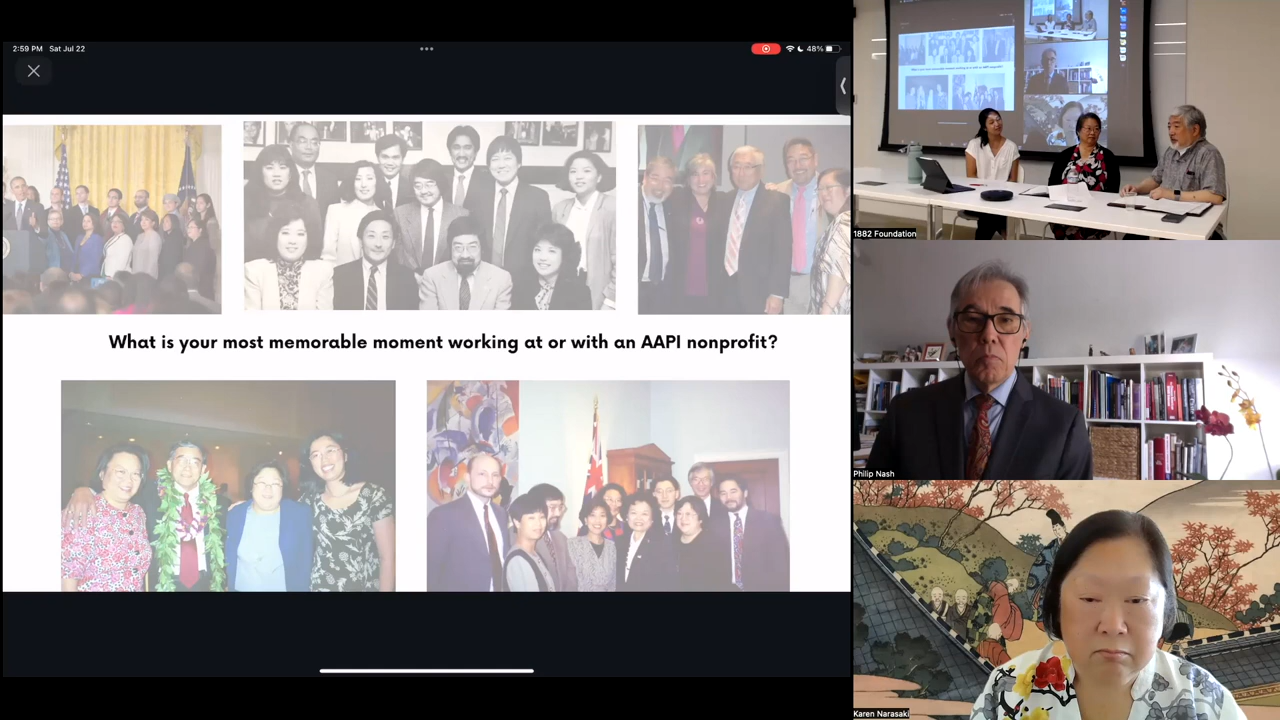 2:59 PM Sat Jul 22
48%
What is your most memorable moment working at or with an AAPI nonprofit?
1882 Foundation
Philip Nash
Karen Narasaki